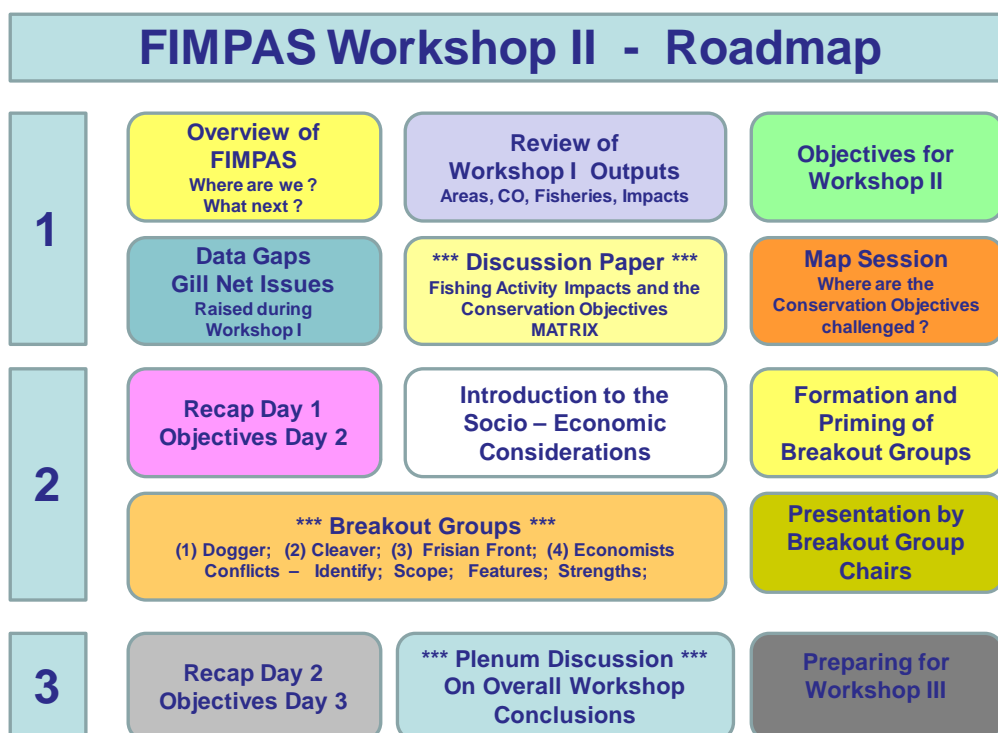 FIMPAS Workshop II - Roadmap
1
Overview of
FIMPAS
Where are we ?
What next ?
Review of
Workshop I Outputs
Areas, CO, Fisheries, Impacts
Objectives for
Workshop II
Data Gaps
Gill Net Issues
Raised during
Workshop I
*** Discussion Paper ***
Fishing Activity Impacts and the
Conservation Objectives
MATRIX
Map Session
Where are the
Conservation Objectives
challenged ?
2
Recap Day 1
Objectives Day 2
Introduction to the
Socio – Economic
Considerations
Formation and
Priming of
Breakout Groups
*** Breakout Groups ***
(1) Dogger; (2) Cleaver; (3) Frisian Front; (4) Economists
Conflicts – Identify; Scope; Features; Strengths;
Presentation by
Breakout Group
Chairs
3
Recap Day 2
Objectives Day 3
*** Plenum Discussion ***
On Overall Workshop
Conclusions
Preparing for
Workshop III